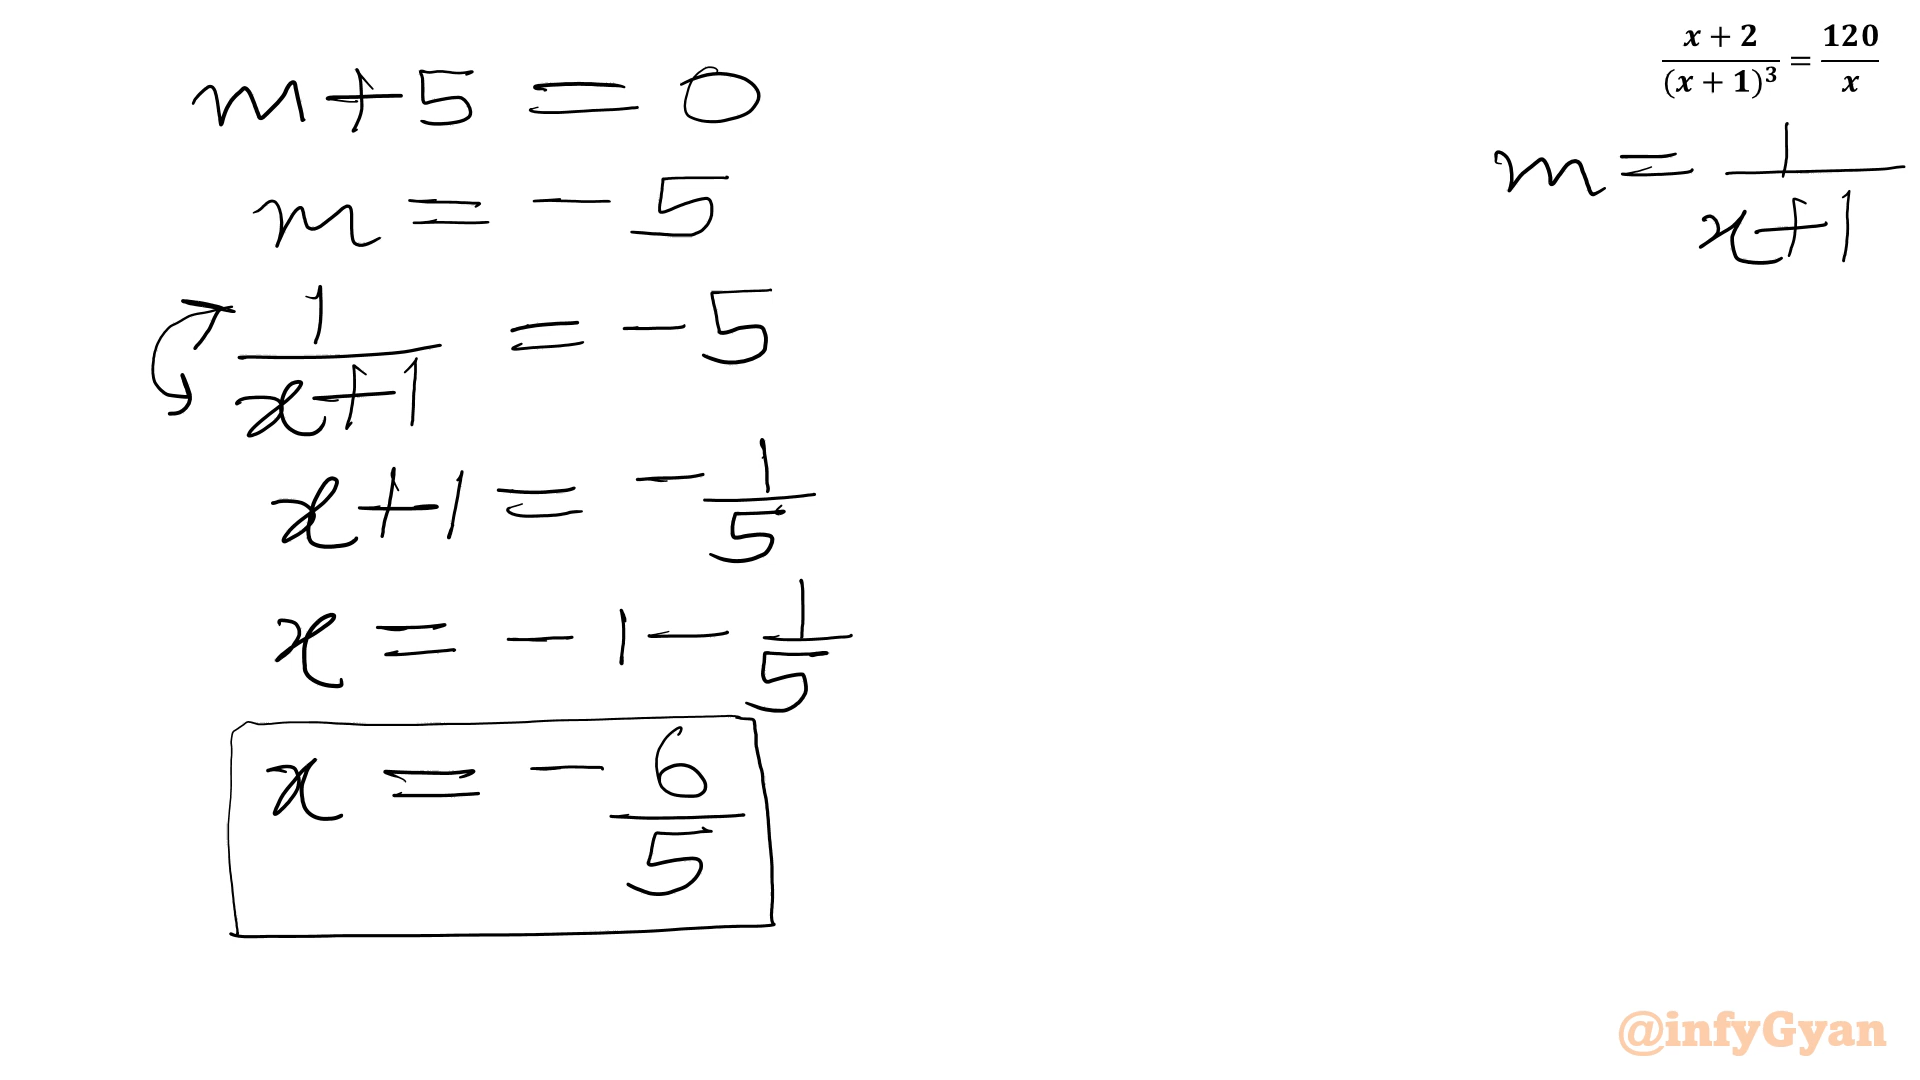 m+5=0
m=-5
1/(x+1) = -5
x+1 = -1/5
x = -1 - 1/5
x = -6/5
(x+2)/(x+1)³ = 120/x
m = 1/(x+1)
@infyGyan